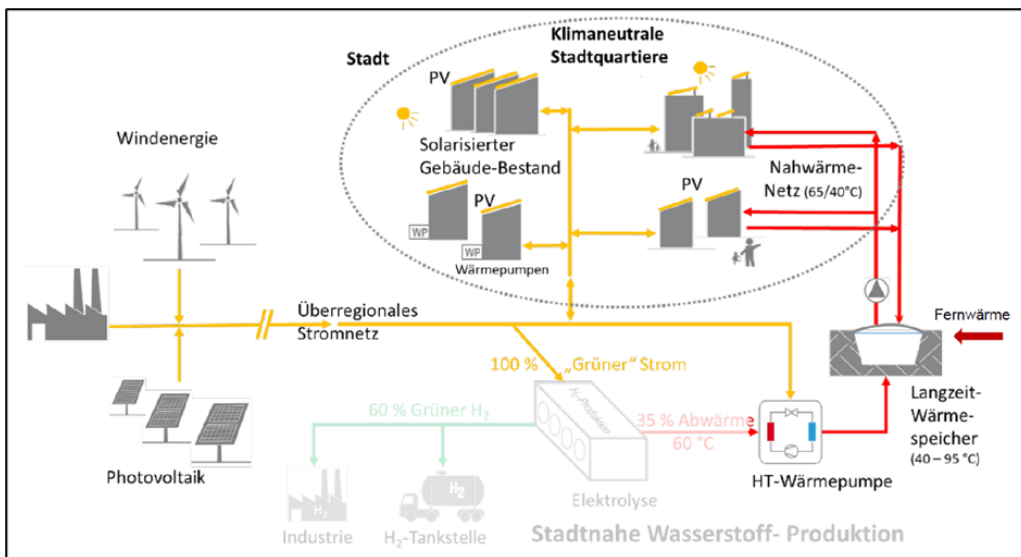 Stadt
Klimaneutrale
Stadtquartiere
PV
Windenergie
Solarisierter
Gebäude-Bestand
Nahwärme-
Netz (65/40°C)
PV
PV
WP
WP
Wärmepumpen
Überregionales
Stromnetz
Fernwärme
100 % „Grüner“ Strom
H₂-Produktion
60 % Grüner H₂
35 % Abwärme
60 °C
Langzeit-
Wärme-
speicher
(40 – 95 °C)
Photovoltaik
HT-Wärmepumpe
Elektrolyse
H₂
H2
Industrie
H₂-Tankstelle
Stadtnahe Wasserstoff- Produktion